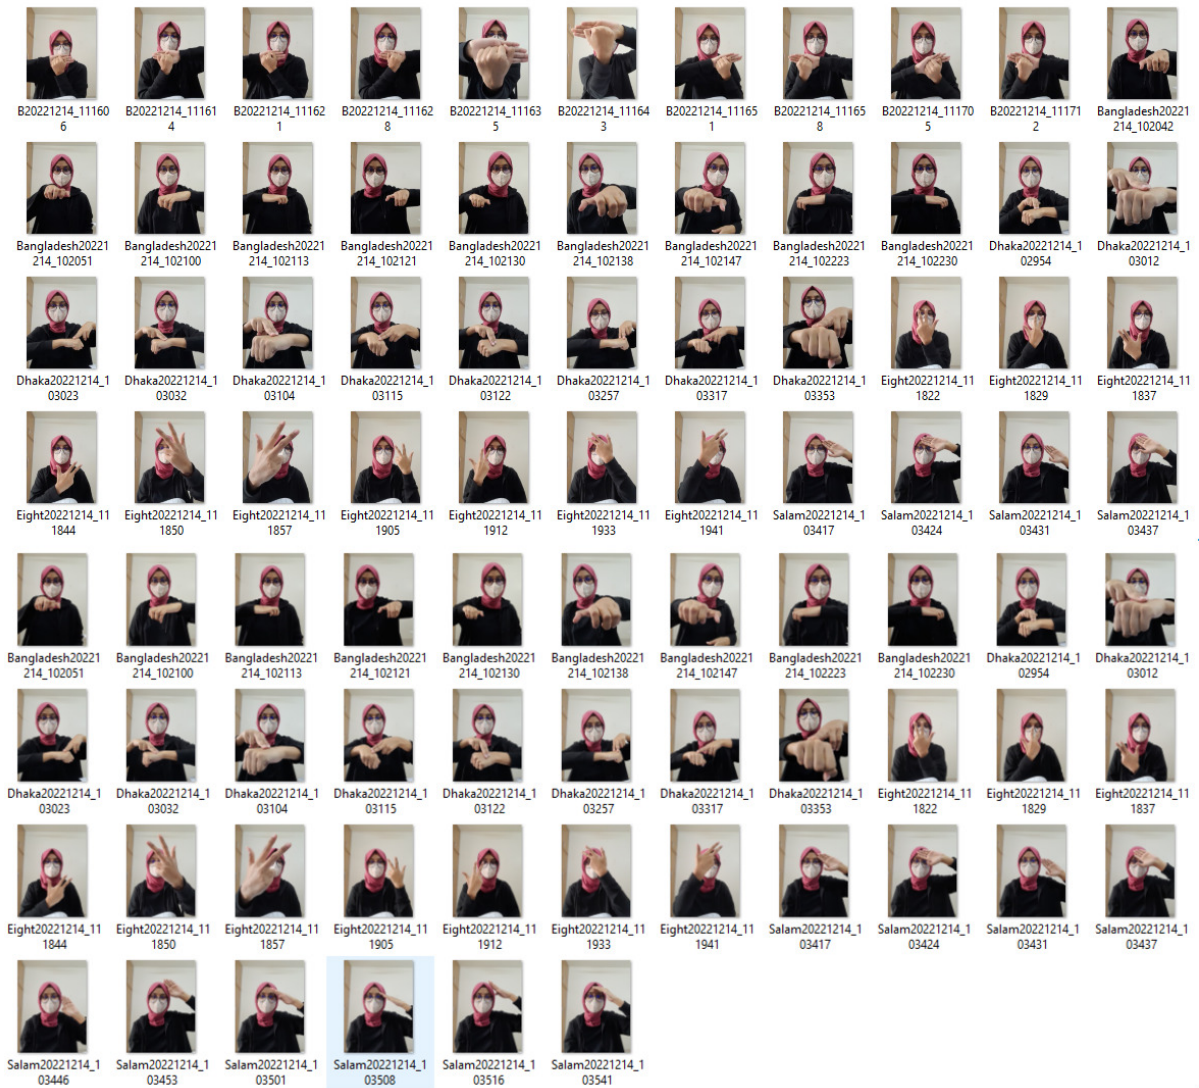 B20221214_11160
6
B20221214_11161
4
B20221214_11162
1
B20221214_11162
8
B20221214_11163
5
B20221214_11164
3
B20221214_11165
1
B20221214_11165
8
B20221214_11170
5
B20221214_11171
2
Bangladesh20221
214_102042
Bangladesh20221
214_102051
Bangladesh20221
214_102100
Bangladesh20221
214_102113
Bangladesh20221
214_102121
Bangladesh20221
214_102130
Bangladesh20221
214_102138
Bangladesh20221
214_102147
Bangladesh20221
214_102223
Bangladesh20221
214_102230
Dhaka20221214_1
02954
Dhaka20221214_1
03012
Dhaka20221214_1
03023
Dhaka20221214_1
03032
Dhaka20221214_1
03104
Dhaka20221214_1
03115
Dhaka20221214_1
03122
Dhaka20221214_1
03257
Dhaka20221214_1
03317
Dhaka20221214_1
03353
Eight20221214_11
1822
Eight20221214_11
1829
Eight20221214_11
1837
Eight20221214_11
1844
Eight20221214_11
1850
Eight20221214_11
1857
Eight20221214_11
1905
Eight20221214_11
1912
Eight20221214_11
1933
Eight20221214_11
1941
Salam20221214_1
03417
Salam20221214_1
03424
Salam20221214_1
03431
Salam20221214_1
03437
Bangladesh20221
214_102051
Bangladesh20221
214_102100
Bangladesh20221
214_102113
Bangladesh20221
214_102121
Bangladesh20221
214_102130
Bangladesh20221
214_102138
Bangladesh20221
214_102147
Bangladesh20221
214_102223
Bangladesh20221
214_102230
Dhaka20221214_1
02954
Dhaka20221214_1
03012
Dhaka20221214_1
03023
Dhaka20221214_1
03032
Dhaka20221214_1
03104
Dhaka20221214_1
03115
Dhaka20221214_1
03122
Dhaka20221214_1
03257
Dhaka20221214_1
03317
Dhaka20221214_1
03353
Eight20221214_11
1822
Eight20221214_11
1829
Eight20221214_11
1837
Eight20221214_11
1844
Eight20221214_11
1850
Eight20221214_11
1857
Eight20221214_11
1905
Eight20221214_11
1912
Eight20221214_11
1933
Eight20221214_11
1941
Salam20221214_1
03417
Salam20221214_1
03424
Salam20221214_1
03431
Salam20221214_1
03437
Salam20221214_1
03446
Salam20221214_1
03453
Salam20221214_1
03501
Salam20221214_1
03508
Salam20221214_1
03516
Salam20221214_1
03541